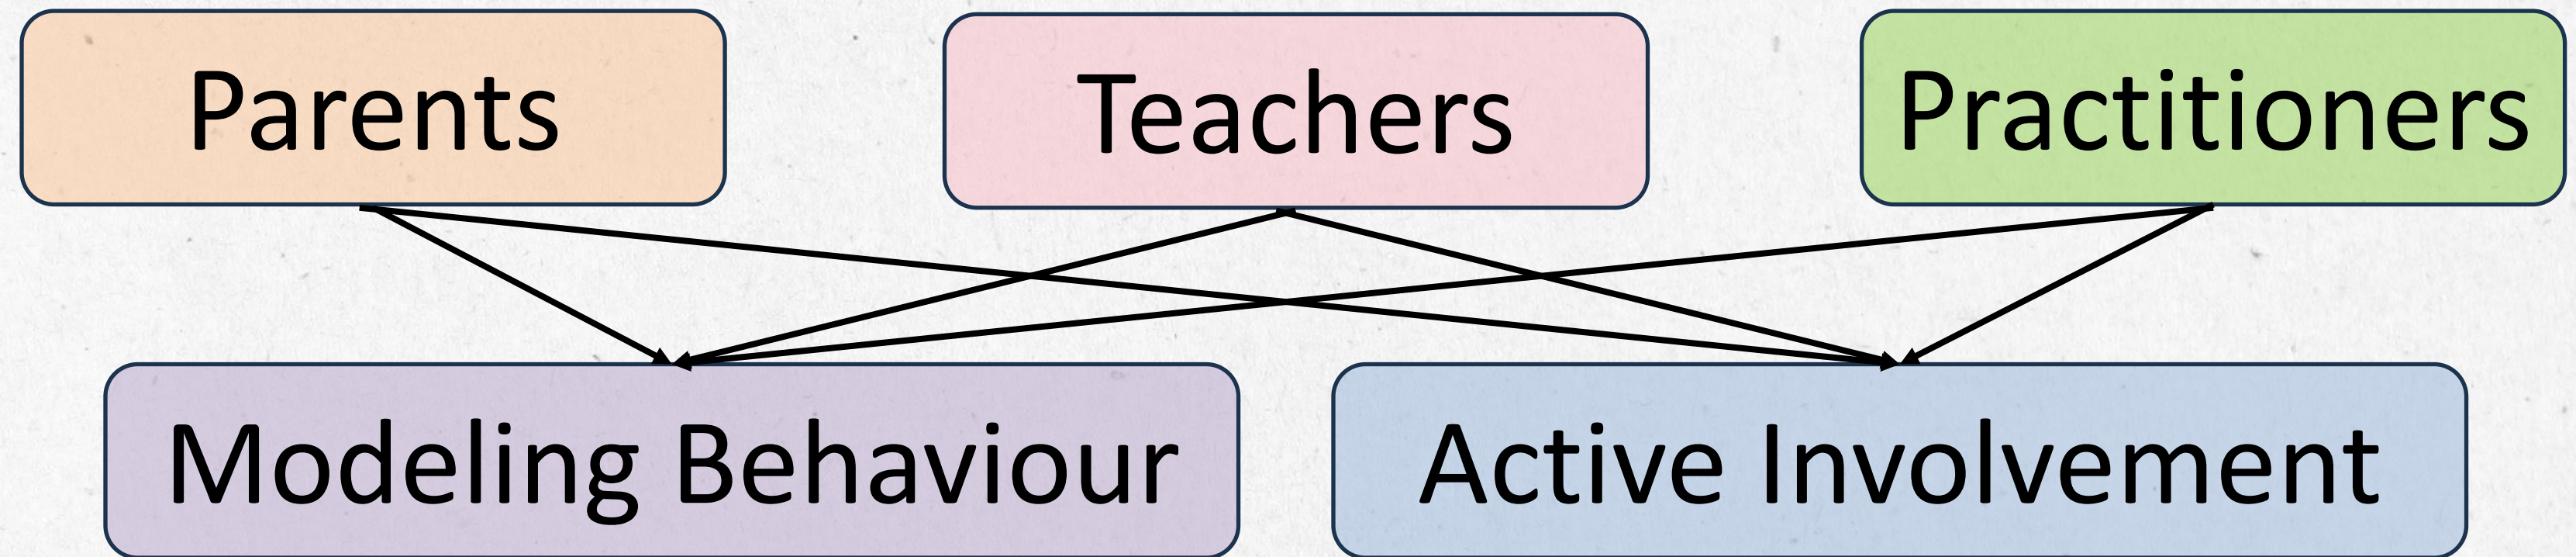 Parents
Teachers
Practitioners
Modeling Behaviour
Active Involvement